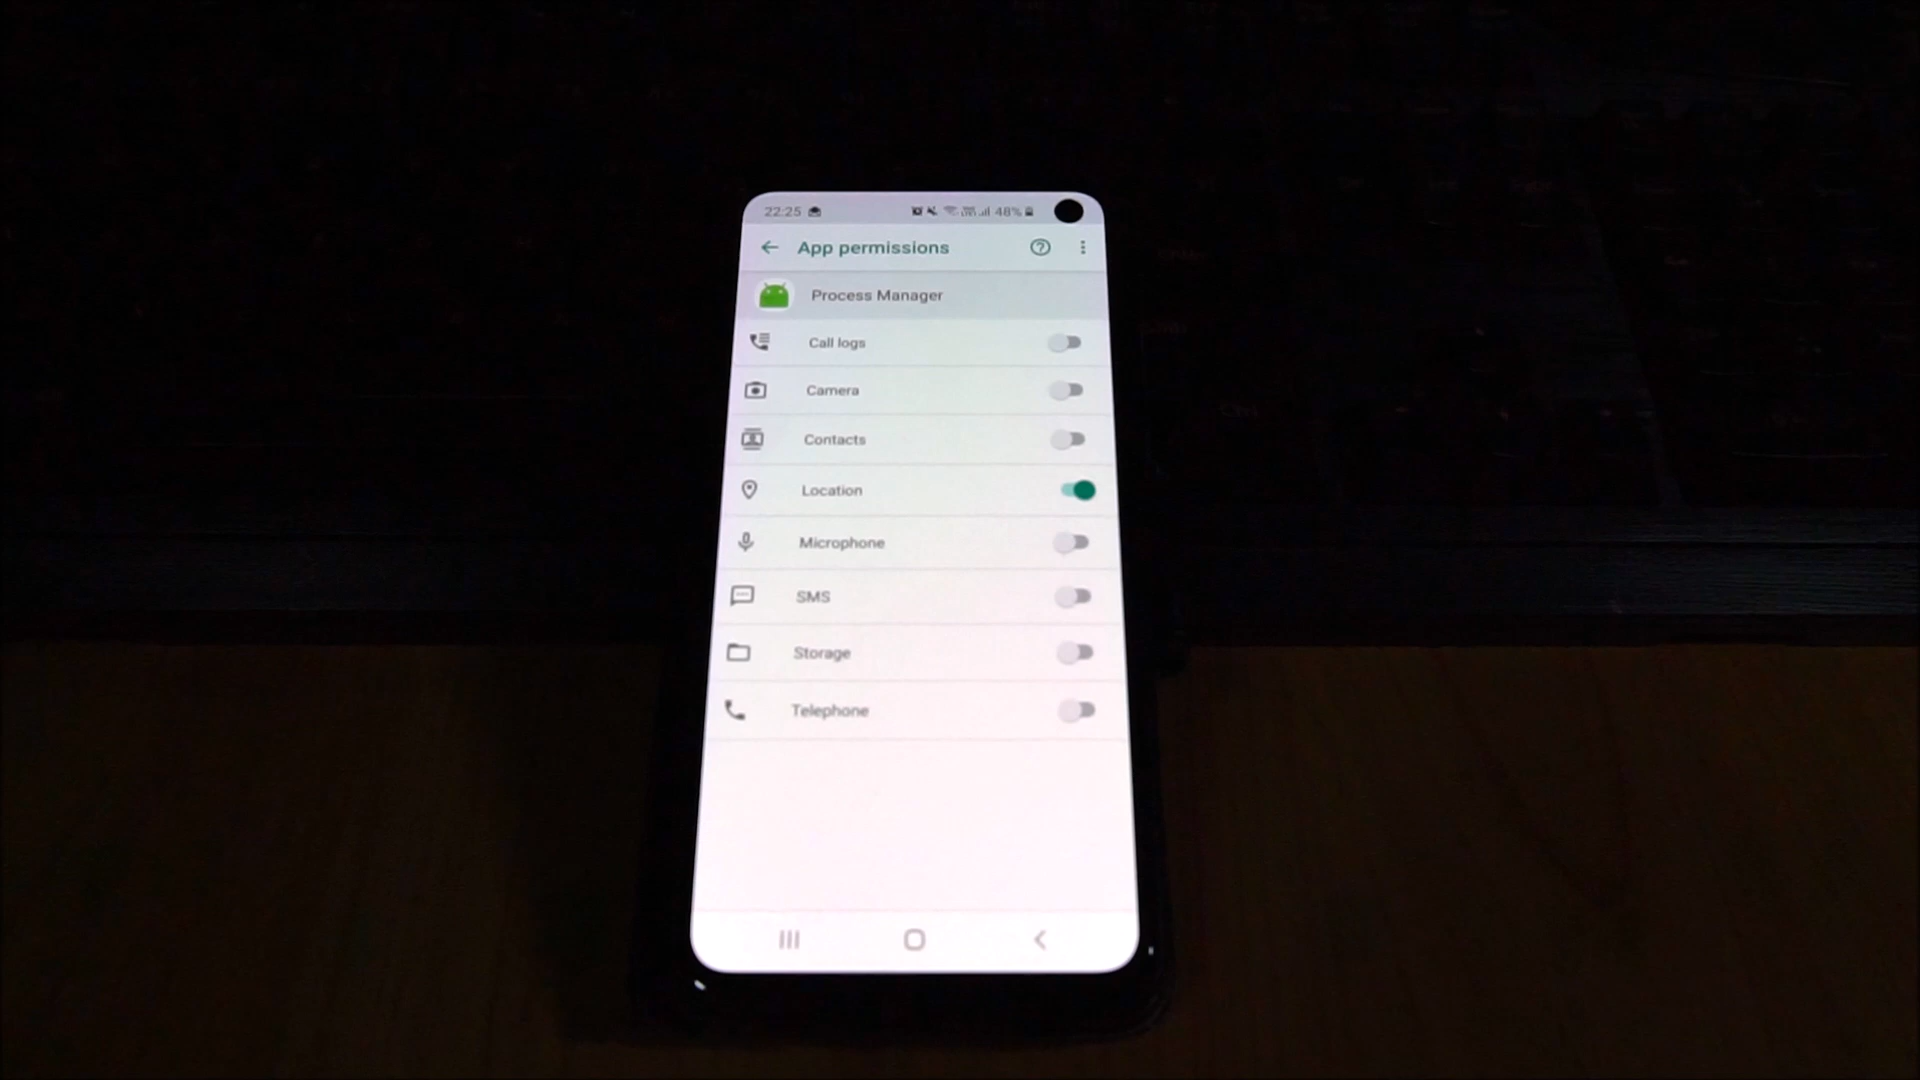 22:25 48%
App permissions
Process Manager
Call logs
Camera
Contacts
Location
Microphone
SMS
Storage
Telephone